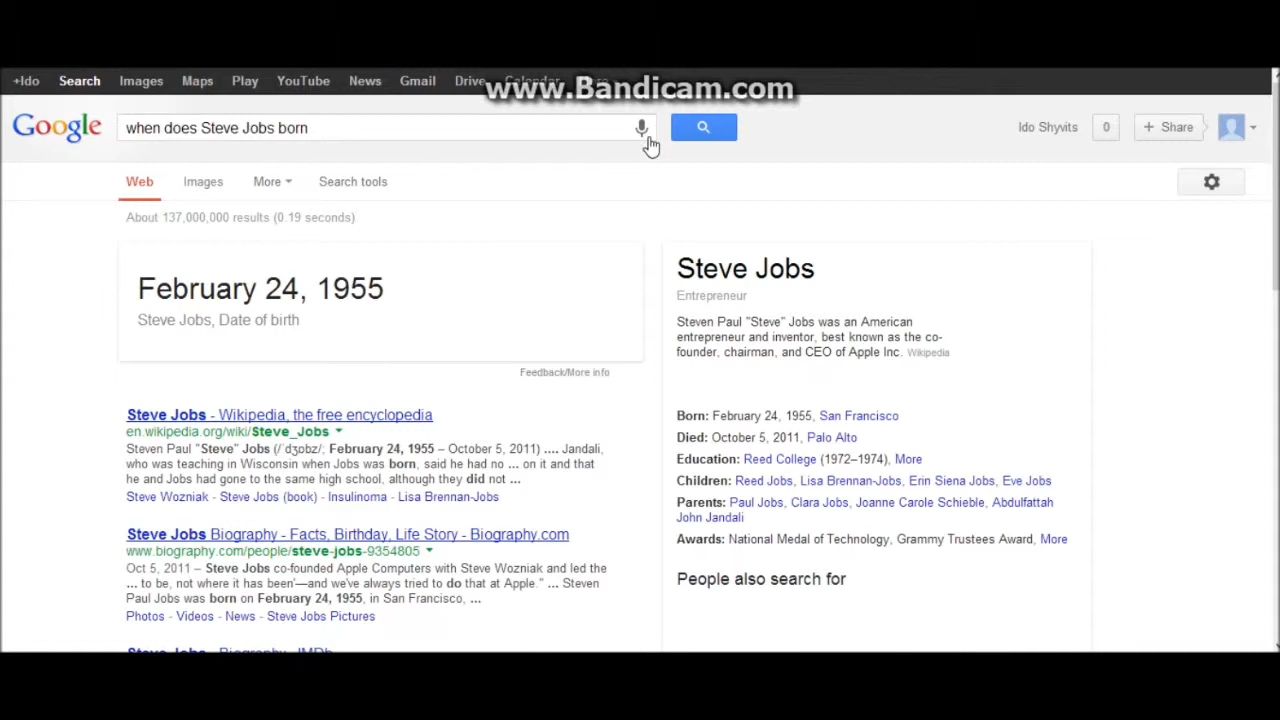 +Ido Search Images Maps Play YouTube News Gmail Drive Calendar
www.Bandicam.com
Google
when does Steve Jobs born
Ido Shyvits 0 + Share
Web Images More Search tools
About 137,000,000 results (0.19 seconds)
February 24, 1955
Steve Jobs, Date of birth
Feedback/More info
Steve Jobs - Wikipedia, the free encyclopedia
en.wikipedia.org/wiki/Steve_Jobs
Steven Paul "Steve" Jobs (/ˈdʒɒbz/; February 24, 1955 – October 5, 2011) .... Jandali,
who was teaching in Wisconsin when Jobs was born, said he had no ... on it and that
he and Jobs had gone to the same high school, although they did not ...
Steve Wozniak - Steve Jobs (book) - Insulinoma - Lisa Brennan-Jobs
Steve Jobs Biography - Facts, Birthday, Life Story - Biography.com
www.biography.com/people/steve-jobs-9354805
Oct 5, 2011 – Steve Jobs co-founded Apple Computers with Steve Wozniak and led the
... to be, not where it has been'—and we've always tried to do that at Apple." ... Steven
Paul Jobs was born on February 24, 1955, in San Francisco, ...
Photos - Videos - News - Steve Jobs Pictures
Steve Jobs - Biography - IMDb
Steve Jobs
Entrepreneur
Steven Paul "Steve" Jobs was an American
entrepreneur and inventor, best known as the co-
founder, chairman, and CEO of Apple Inc. Wikipedia
Born: February 24, 1955, San Francisco
Died: October 5, 2011, Palo Alto
Education: Reed College (1972–1974), More
Children: Reed Jobs, Lisa Brennan-Jobs, Erin Siena Jobs, Eve Jobs
Parents: Paul Jobs, Clara Jobs, Joanne Carole Schieble, Abdulfattah
John Jandali
Awards: National Medal of Technology, Grammy Trustees Award, More
People also search for